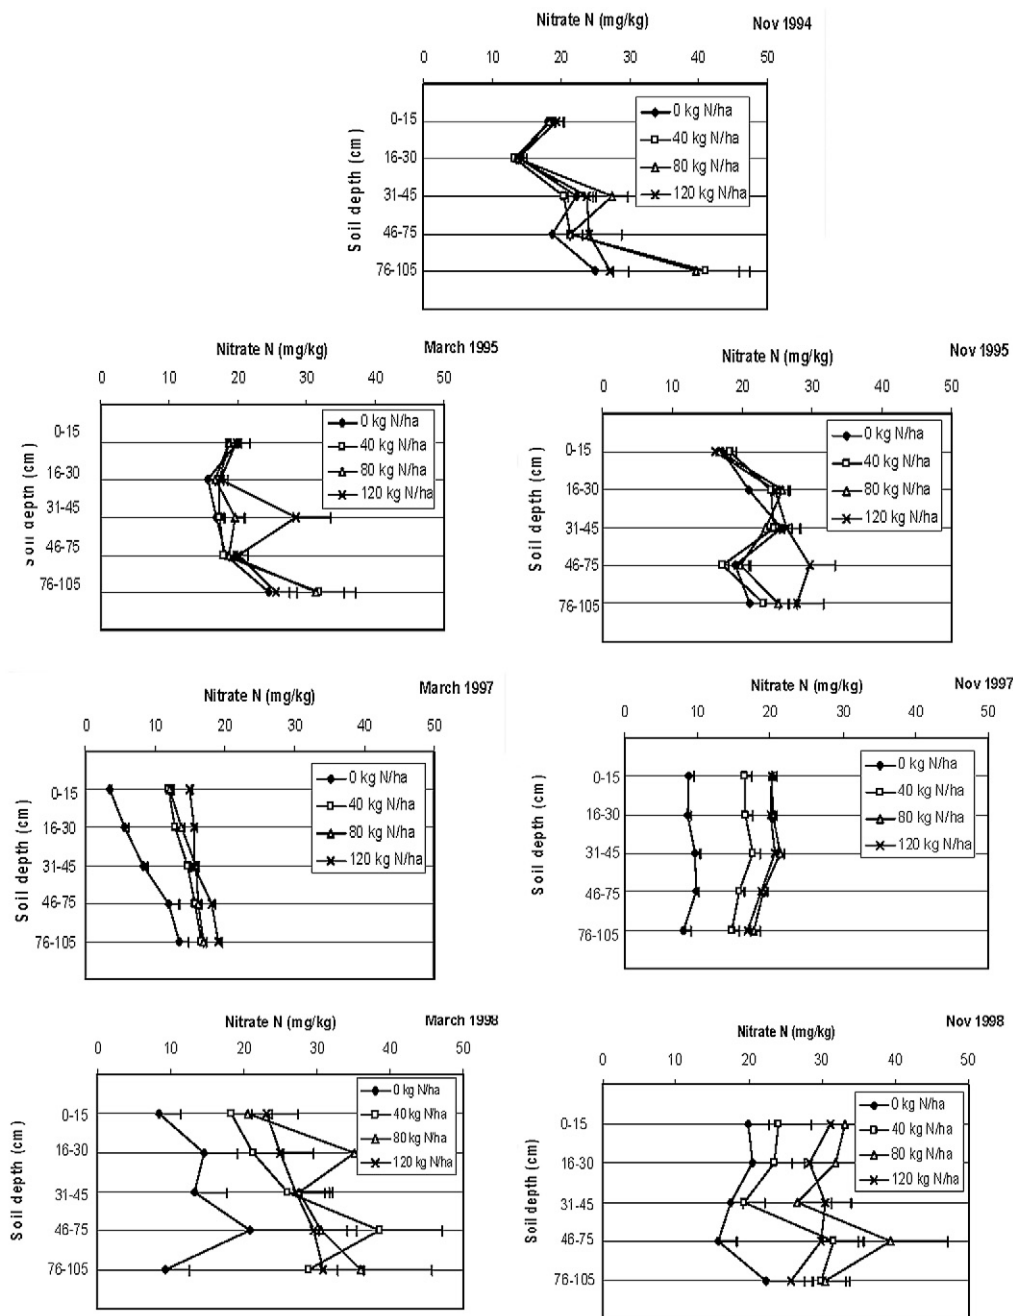 Nitrate N (mg/kg) Nov 1994
0 10 20 30 40 50
Soil depth (cm)
0-15
16-30
31-45
46-75
76-105
0 kg N/ha
40 kg N/ha
80 kg N/ha
120 kg N/ha
Nitrate N (mg/kg) March 1995
0 10 20 30 40 50
Soil depth (cm)
0-15
16-30
31-45
46-75
76-105
0 kg N/ha
40 kg N/ha
80 kg N/ha
120 kg N/ha
Nitrate N (mg/kg) Nov 1995
0 10 20 30 40 50
Soil depth (cm)
0-15
16-30
31-45
46-75
76-105
0 kg N/ha
40 kg N/ha
80 kg N/ha
120 kg N/ha
Nitrate N (mg/kg) March 1997
0 10 20 30 40 50
Soil depth (cm)
0-15
16-30
31-45
46-75
76-105
0 kg N/ha
40 kg N/ha
80 kg N/ha
120 kg N/ha
Nitrate N (mg/kg) Nov 1997
0 10 20 30 40 50
Soil depth (cm)
0-15
16-30
31-45
46-75
76-105
0 kg N/ha
40 kg N/ha
80 kg N/ha
120 kg N/ha
Nitrate N (mg/kg) March 1998
0 10 20 30 40 50
Soil depth (cm)
0-15
16-30
31-45
46-75
76-105
0 kg N/ha
40 kg N/ha
80 kg N/ha
120 kg N/ha
Nitrate N (mg/kg) Nov 1998
0 10 20 30 40 50
Soil depth (cm)
0-15
16-30
31-45
46-75
76-105
0 kg N/ha
40 kg N/ha
80 kg N/ha
120 kg N/ha